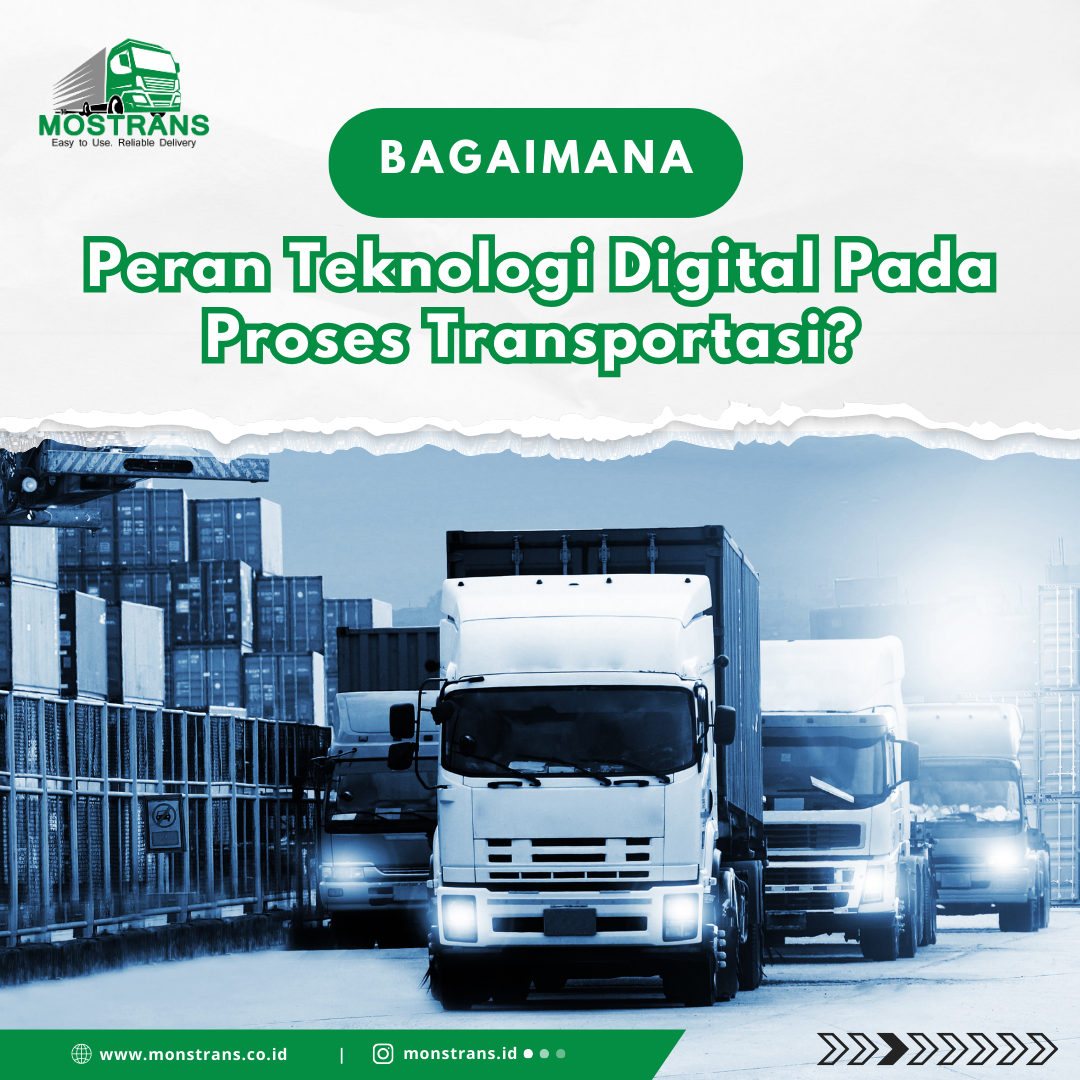 MOSTRANS
Easy to Use. Reliable Delivery
BAGAIMANA
Peran Teknologi Digital Pada
Proses Transportasi?
www.monstrans.co.id | monstrans.id